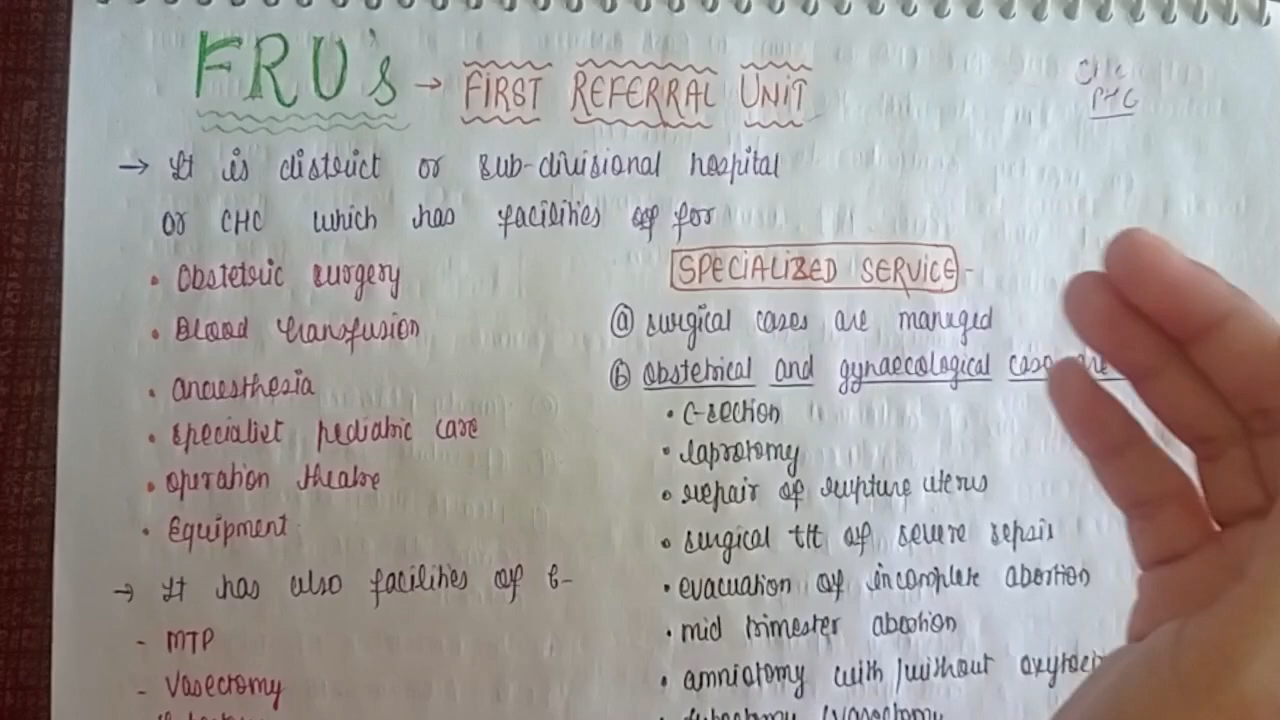 FRU's → FIRST REFERRAL UNIT
CHC
PHC
→ It is district or sub-divisional hospital
or CHC which has facilities of for
• Obstetric surgery
• Blood transfusion
• anaesthesia
• specialist pediatric care
• operation theatre
• Equipment
→ It has also facilities of :-
- MTP
- Vasectomy
SPECIALIZED SERVICE -
(a) surgical cases are managed
(b) obstetrical and gynaecological case are
• C-section
• laprotomy
• repair of rupture uterus
• surgical ttt of severe sepsis
• evacuation of incomplete abortion
• mid trimester abortion
• amniotomy with/without